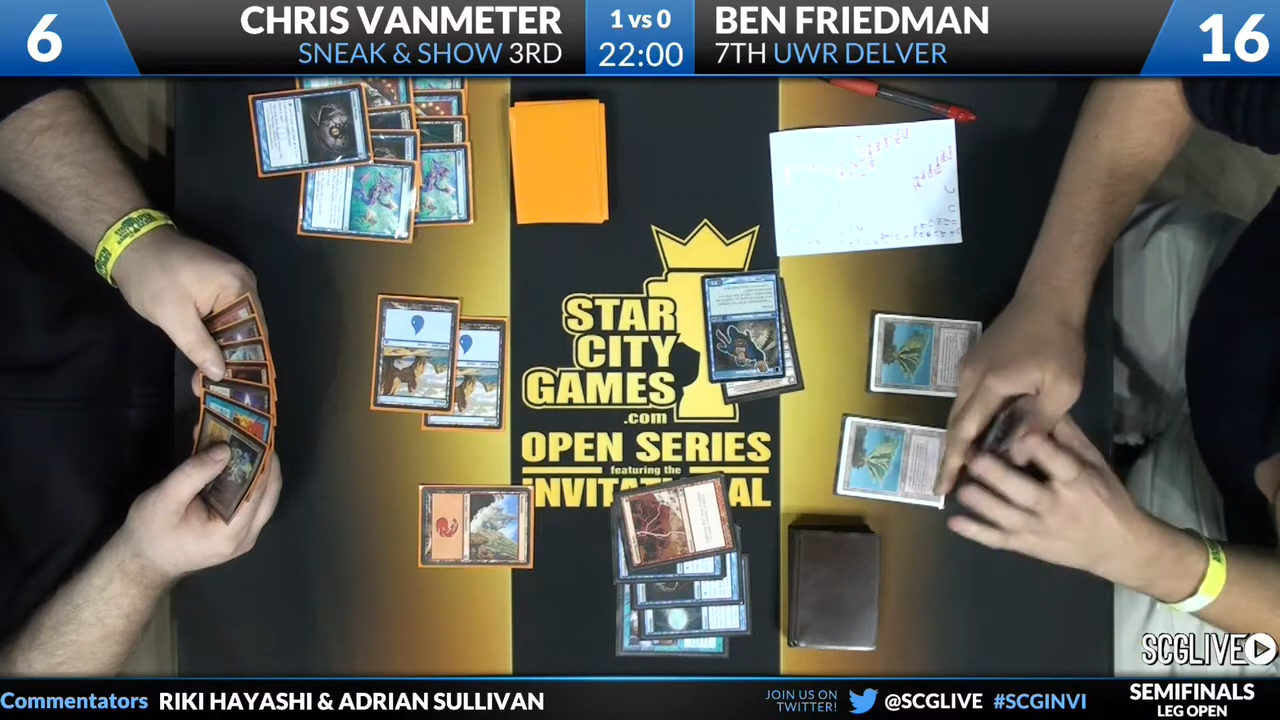 6
CHRIS VANMETER
SNEAK & SHOW 3RD
1 vs 0
22:00
BEN FRIEDMAN
7TH UWR DELVER
16
STAR
CITY
GAMES
.com
OPEN SERIES
featuring the
SCGLIVE
Commentators RIKI HAYASHI & ADRIAN SULLIVAN
JOIN US ON
TWITTER!
@SCGLIVE #SCGINVI
SEMIFINALS
LEG OPEN